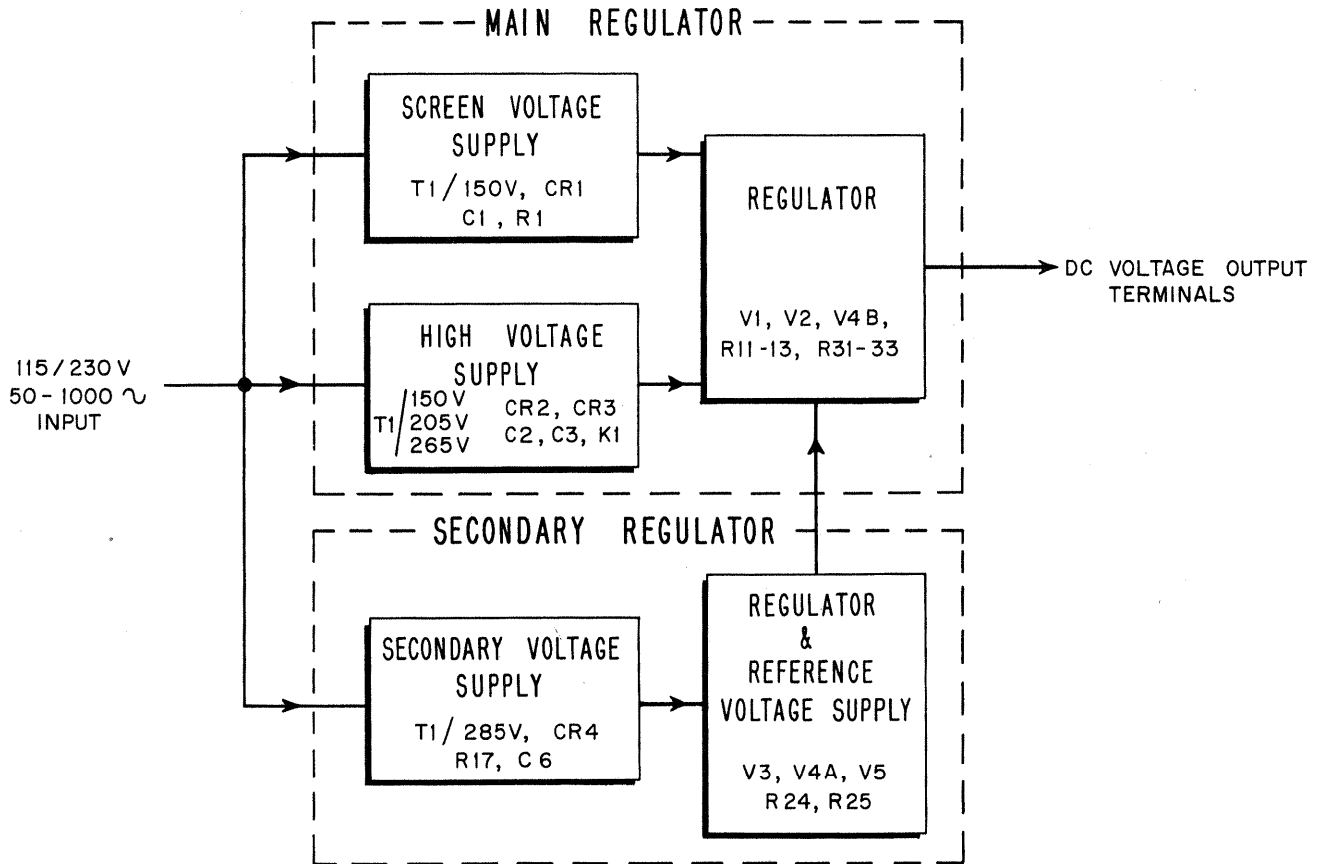 MAIN REGULATOR
SCREEN VOLTAGE
SUPPLY
T1/150V, CR1
C1, R1
REGULATOR
V1, V2, V4B,
R11-13, R31-33
DC VOLTAGE OUTPUT
TERMINALS
HIGH VOLTAGE
SUPPLY
T1/150V
205V
265V
CR2, CR3
C2, C3, K1
115/230V
50-1000 ~
INPUT
SECONDARY REGULATOR
SECONDARY VOLTAGE
SUPPLY
T1/285V, CR4
R17, C6
REGULATOR
&
REFERENCE
VOLTAGE SUPPLY
V3, V4A, V5
R24, R25